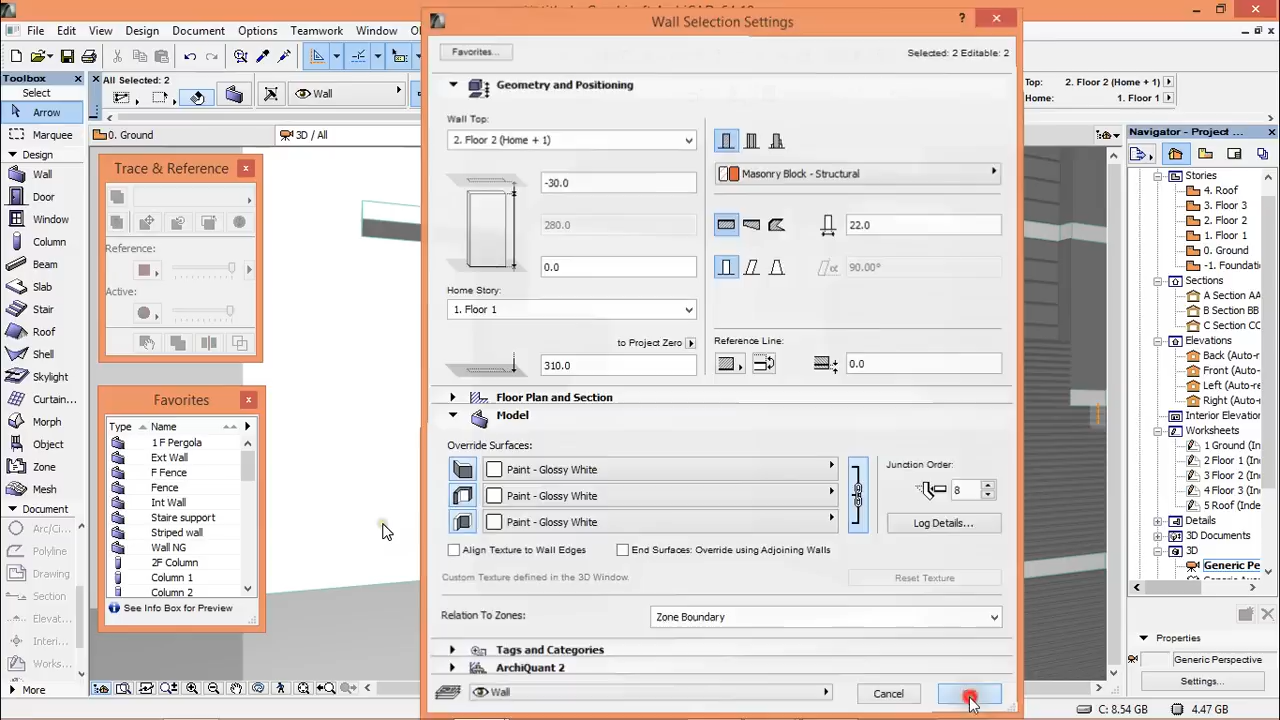 Wall Selection Settings
?
File Edit View Design Document Options Teamwork Window
Favorites...
Selected: 2 Editable: 2
Toolbox
All Selected: 2
Top: 2. Floor 2 (Home + 1)
Home: 1. Floor 1
Select
Wall
Geometry and Positioning
Arrow
Marquee
Wall Top:
0. Ground
3D / All
Navigator - Project ...
Design
2. Floor 2 (Home + 1)
Wall
Door
Window
Column
Beam
Slab
Stair
Roof
Shell
Skylight
Curtain...
Morph
Object
Zone
Mesh
Document
Arc/Ci...
Polyline
Drawing
Section
Elevat...
Interi...
Works...
More
Trace & Reference
Reference:
Active:
Favorites
Type Name
1 F Pergola
Ext Wall
F Fence
Fence
Int Wall
Staire support
Striped wall
Wall NG
2F Column
Column 1
Column 2
See Info Box for Preview
-30.0
280.0
0.0
Home Story:
1. Floor 1
to Project Zero
310.0
Masonry Block - Structural
22.0
α
90.00°
Reference Line:
0.0
Floor Plan and Section
Model
Override Surfaces:
Paint - Glossy White
Paint - Glossy White
Paint - Glossy White
Junction Order:
8
Log Details...
Align Texture to Wall Edges
End Surfaces: Override using Adjoining Walls
Custom Texture defined in the 3D Window.
Reset Texture
Relation To Zones:
Zone Boundary
Tags and Categories
ArchiQuant 2
Wall
Cancel
Stories
4. Roof
3. Floor 3
2. Floor 2
1. Floor 1
0. Ground
-1. Foundatio
Sections
A Section AA
B Section BB
C Section CC
Elevations
Back (Auto-r
Front (Auto-
Left (Auto-r
Right (Auto-
Interior Elevation
Worksheets
1 Ground (In
2 Floor 1 (In
3 Floor 2 (In
4 Floor 3 (In
5 Roof (Inde
Details
3D Documents
3D
Generic Pe
Properties
Generic Perspective
Settings...
C: 8.54 GB
4.47 GB